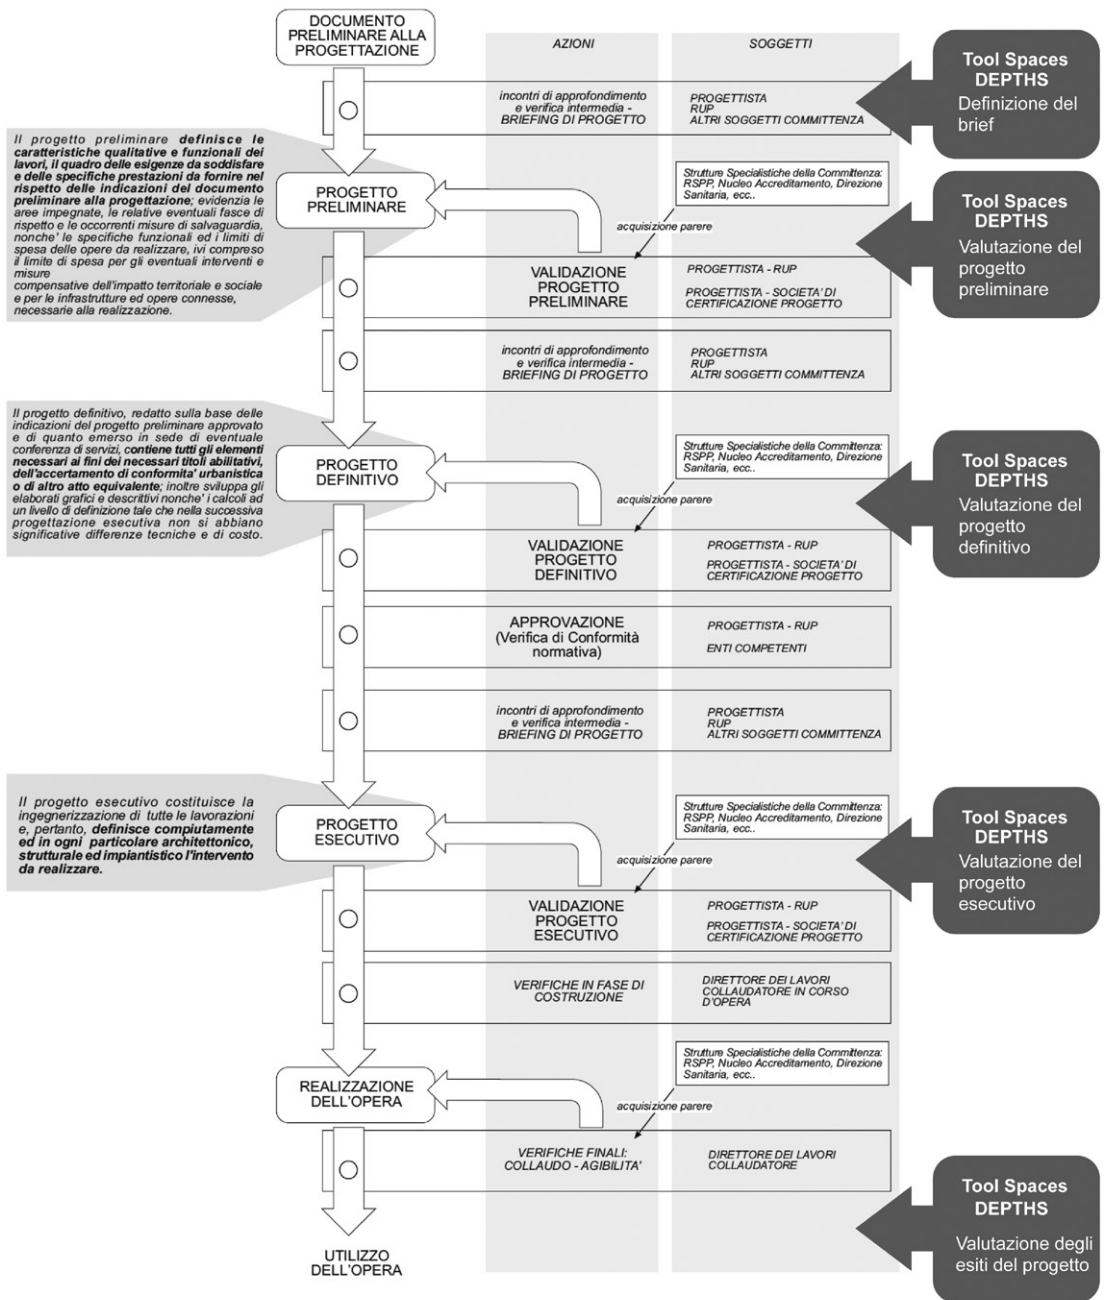 DOCUMENTO
PRELIMINARE ALLA
PROGETTAZIONE
AZIONI
SOGGETTI
incontri di approfondimento
e verifica intermedia -
BRIEFING DI PROGETTO
PROGETTISTA
RUP
ALTRI SOGGETTI COMMITTENZA
Tool Spaces
DEPTHS
Definizione del
brief
Il progetto preliminare definisce le
caratteristiche qualitative e funzionali dei
lavori, il quadro delle esigenze da soddisfare
e delle specifiche prestazioni da fornire nel
rispetto delle indicazioni del documento
preliminare alla progettazione; evidenzia le
aree impegnate, le relative eventuali fasce di
rispetto e le occorrenti misure di salvaguardia,
nonche' le specifiche funzionali ed i limiti di
spesa delle opere da realizzare, ivi compreso
il limite di spesa per gli eventuali interventi e
misure
compensative dell'impatto territoriale e sociale
e per le infrastrutture ed opere connesse,
necessarie alla realizzazione.
PROGETTO
PRELIMINARE
Strutture Specialistiche della Committenza:
RSPP, Nucleo Accreditamento, Direzione
Sanitaria, ecc..
acquisizione parere
VALIDAZIONE
PROGETTO
PRELIMINARE
PROGETTISTA - RUP
PROGETTISTA - SOCIETA' DI
CERTIFICAZIONE PROGETTO
Tool Spaces
DEPTHS
Valutazione del
progetto
preliminare
incontri di approfondimento
e verifica intermedia -
BRIEFING DI PROGETTO
PROGETTISTA
RUP
ALTRI SOGGETTI COMMITTENZA
Il progetto definitivo, redatto sulla base delle
indicazioni del progetto preliminare approvato
e di quanto emerso in sede di eventuale
conferenza di servizi, contiene tutti gli elementi
necessari ai fini dei necessari titoli abilitativi,
dell'accertamento di conformita' urbanistica
o di altro atto equivalente; inoltre sviluppa gli
elaborati grafici e descrittivi nonche' i calcoli ad
un livello di definizione tale che nella successiva
progettazione esecutiva non si abbiano
significative differenze tecniche e di costo.
PROGETTO
DEFINITIVO
Strutture Specialistiche della Committenza:
RSPP, Nucleo Accreditamento, Direzione
Sanitaria, ecc..
acquisizione parere
VALIDAZIONE
PROGETTO
DEFINITIVO
PROGETTISTA - RUP
PROGETTISTA - SOCIETA' DI
CERTIFICAZIONE PROGETTO
Tool Spaces
DEPTHS
Valutazione del
progetto
definitivo
APPROVAZIONE
(Verifica di Conformità
normativa)
PROGETTISTA - RUP
ENTI COMPETENTI
incontri di approfondimento
e verifica intermedia -
BRIEFING DI PROGETTO
PROGETTISTA
RUP
ALTRI SOGGETTI COMMITTENZA
Il progetto esecutivo costituisce la
ingegnerizzazione di tutte le lavorazioni
e, pertanto, definisce compiutamente
ed in ogni particolare architettonico,
strutturale ed impiantistico l'intervento
da realizzare.
PROGETTO
ESECUTIVO
Strutture Specialistiche della Committenza:
RSPP, Nucleo Accreditamento, Direzione
Sanitaria, ecc..
acquisizione parere
VALIDAZIONE
PROGETTO
ESECUTIVO
PROGETTISTA - RUP
PROGETTISTA - SOCIETA' DI
CERTIFICAZIONE PROGETTO
Tool Spaces
DEPTHS
Valutazione del
progetto
esecutivo
VERIFICHE IN FASE DI
COSTRUZIONE
DIRETTORE DEI LAVORI
COLLAUDATORE IN CORSO
D'OPERA
REALIZZAZIONE
DELL'OPERA
Strutture Specialistiche della Committenza:
RSPP, Nucleo Accreditamento, Direzione
Sanitaria, ecc..
acquisizione parere
VERIFICHE FINALI:
COLLAUDO - AGIBILITA'
DIRETTORE DEI LAVORI
COLLAUDATORE
Tool Spaces
DEPTHS
Valutazione degli
esiti del progetto
UTILIZZO
DELL'OPERA